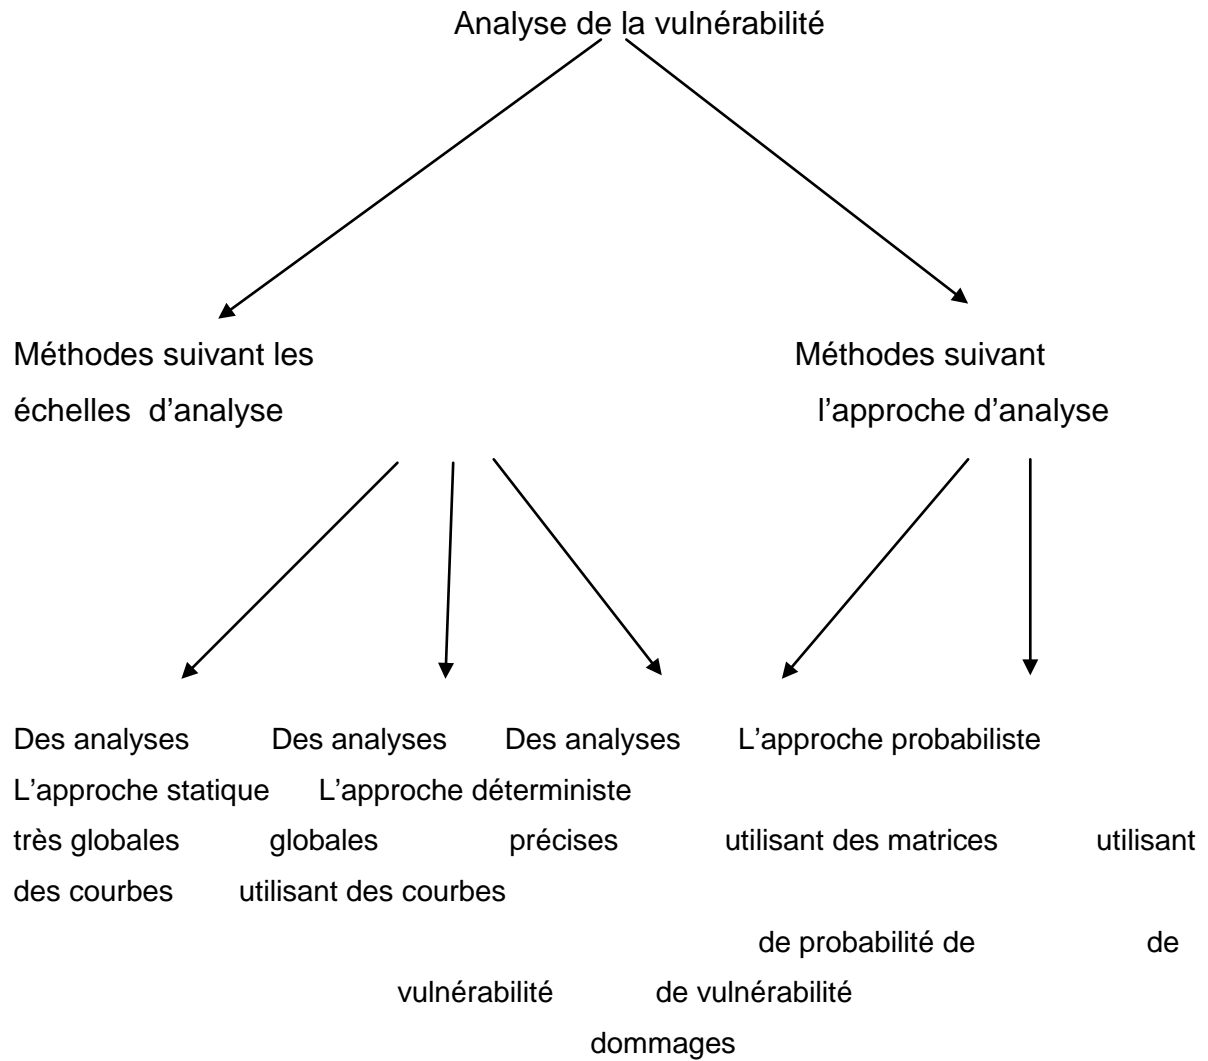 Analyse de la vulnérabilité
Méthodes suivant les Méthodes suivant
échelles d’analyse l’approche d’analyse
Des analyses Des analyses Des analyses L’approche probabiliste
L’approche statique L’approche déterministe
très globales globales précises utilisant des matrices utilisant
des courbes utilisant des courbes
de probabilité de de
vulnérabilité de vulnérabilité
dommages